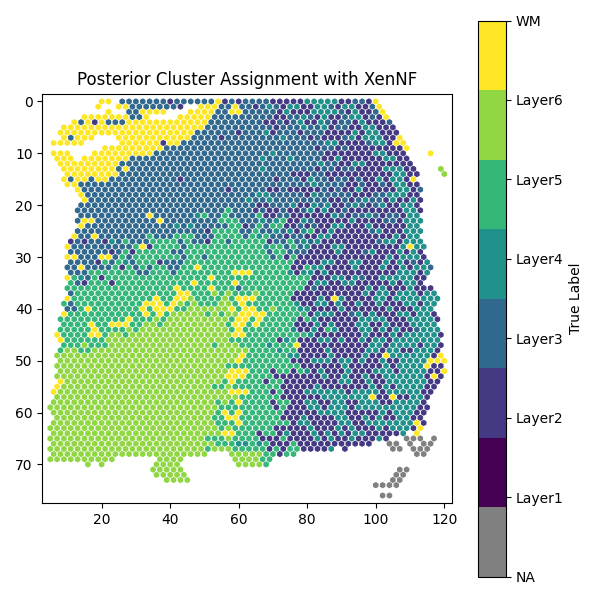 Posterior Cluster Assignment with XenNF
0
10
20
30
40
50
60
70
20
40
60
80
100
120
WM
Layer6
Layer5
Layer4
Layer3
Layer2
Layer1
NA
True Label